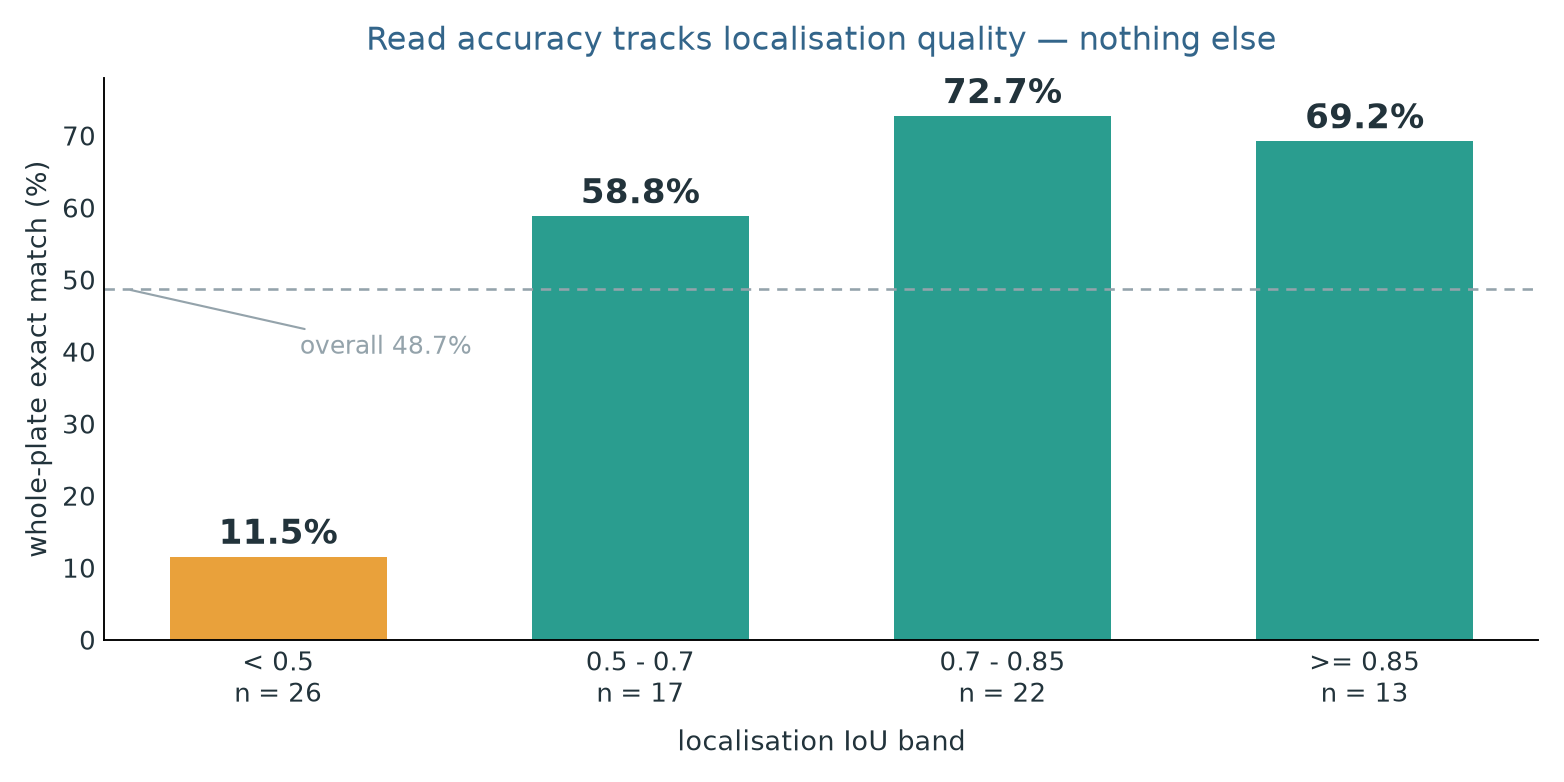 Read accuracy tracks localisation quality — nothing else
whole-plate exact match (%)
70
60
50
40
30
20
10
0
11.5%
58.8%
72.7%
69.2%
overall 48.7%
< 0.5
n = 26
0.5 - 0.7
n = 17
0.7 - 0.85
n = 22
>= 0.85
n = 13
localisation IoU band